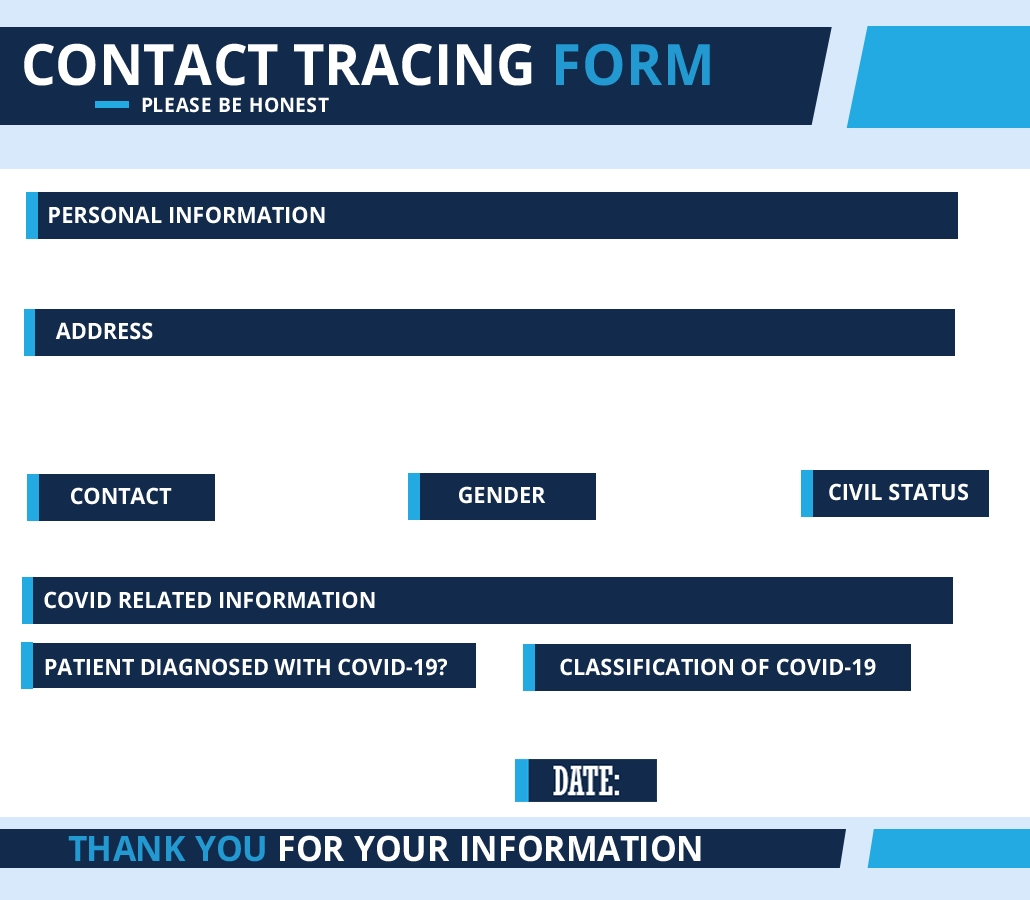 CONTACT TRACING FORM
PLEASE BE HONEST
PERSONAL INFORMATION
ADDRESS
CONTACT
GENDER
CIVIL STATUS
COVID RELATED INFORMATION
PATIENT DIAGNOSED WITH COVID-19?
CLASSIFICATION OF COVID-19
DATE:
THANK YOU FOR YOUR INFORMATION